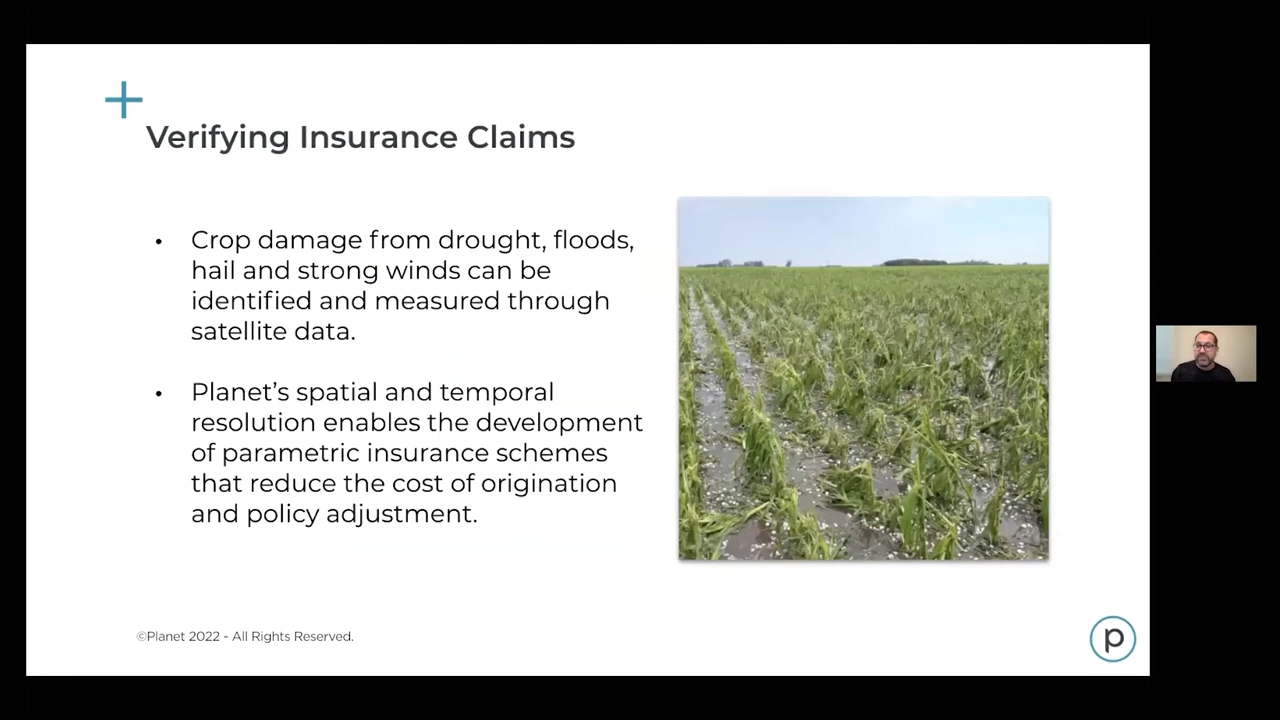 Verifying Insurance Claims
• Crop damage from drought, floods,
hail and strong winds can be
identified and measured through
satellite data.
• Planet’s spatial and temporal
resolution enables the development
of parametric insurance schemes
that reduce the cost of origination
and policy adjustment.
©Planet 2022 - All Rights Reserved.
p